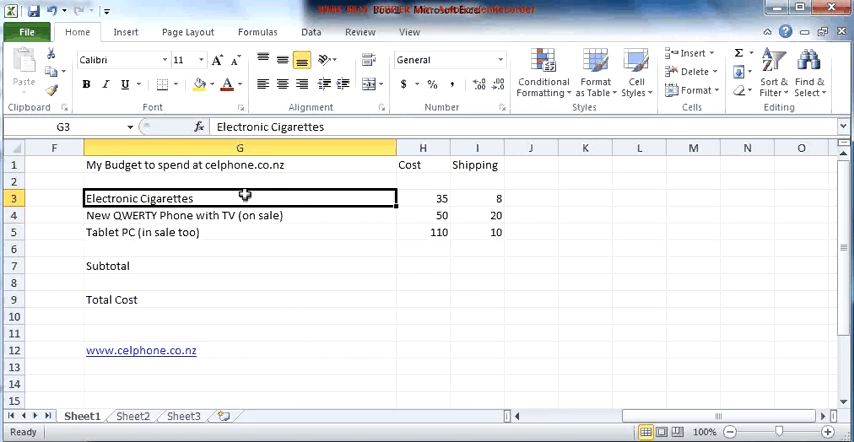 Book1 - Microsoft Excel
File Home Insert Page Layout Formulas Data Review View
Paste
Calibri 11
General
Conditional Formatting
Format as Table
Cell Styles
Insert
Delete
Format
Sort & Filter
Find & Select
Clipboard Font Alignment Number Styles Cells Editing
G3 fx Electronic Cigarettes
F G H I J K L M N O
1 My Budget to spend at celphone.co.nz Cost Shipping
2
3 Electronic Cigarettes 35 8
4 New QWERTY Phone with TV (on sale) 50 20
5 Tablet PC (in sale too) 110 10
6
7 Subtotal
8
9 Total Cost
10
11
12 www.celphone.co.nz
13
14
15
Sheet1 Sheet2 Sheet3
Ready 100%